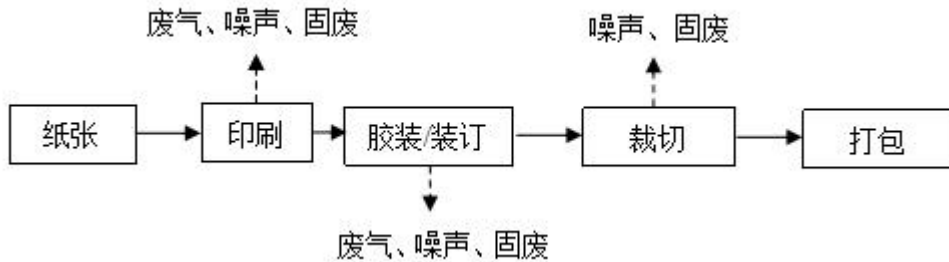 废气、噪声、固废
噪声、固废
纸张
印刷
胶装/装订
裁切
打包
废气、噪声、固废